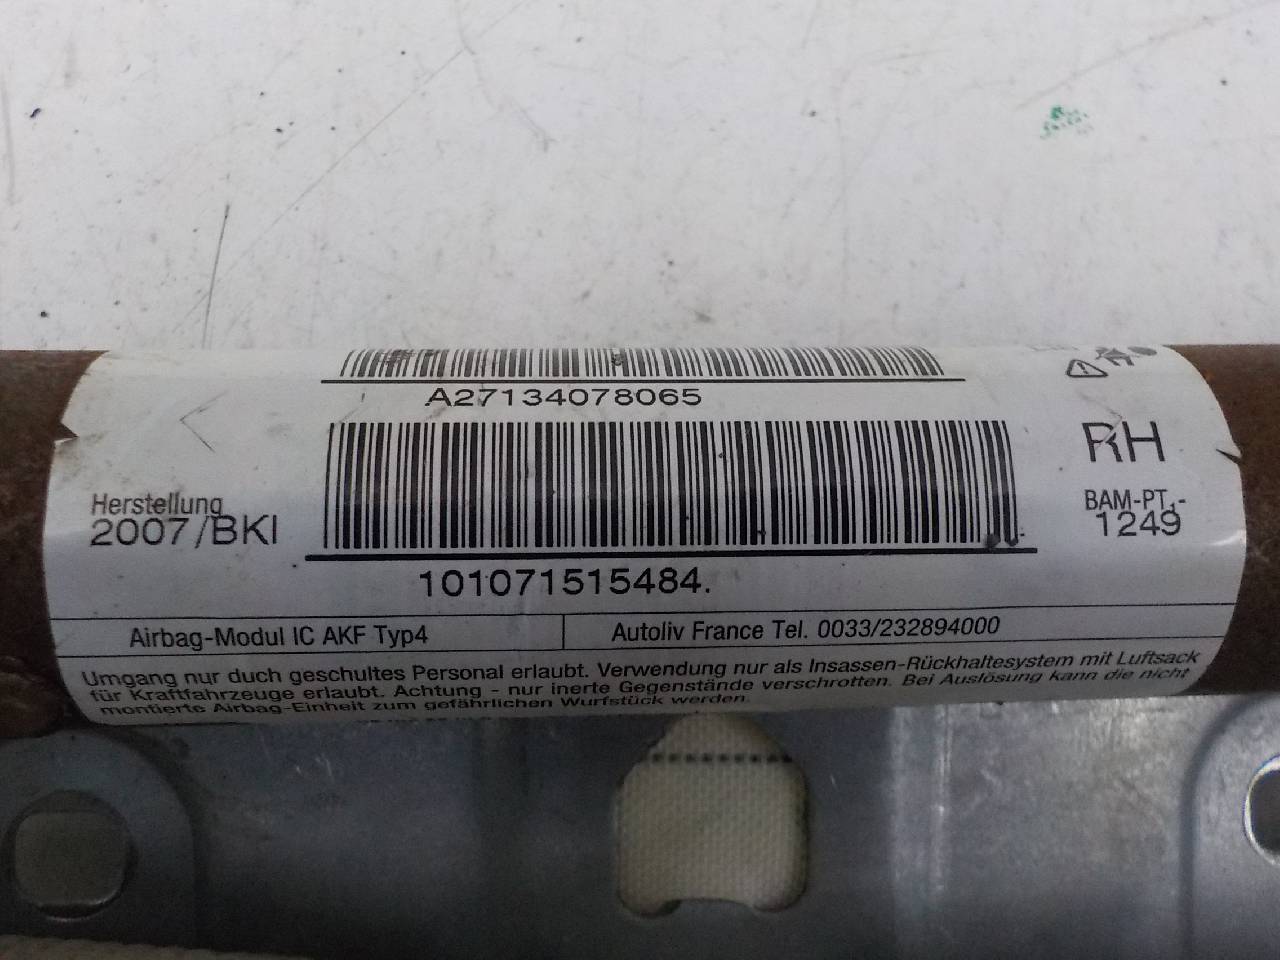 A27134078065
RH
Herstellung
2007/BKI
BAM-PT.-
1249
101071515484.
Airbag-Modul IC AKF Typ4
Autoliv France Tel. 0033/232894000
Umgang nur duch geschultes Personal erlaubt. Verwendung nur als Insassen-Rückhaltesystem mit Luftsack
für Kraftfahrzeuge erlaubt. Achtung - nur inerte Gegenstände verschrotten. Bei Auslösung kann die nicht
montierte Airbag-Einheit zum gefährlichen Wurfstück werden.